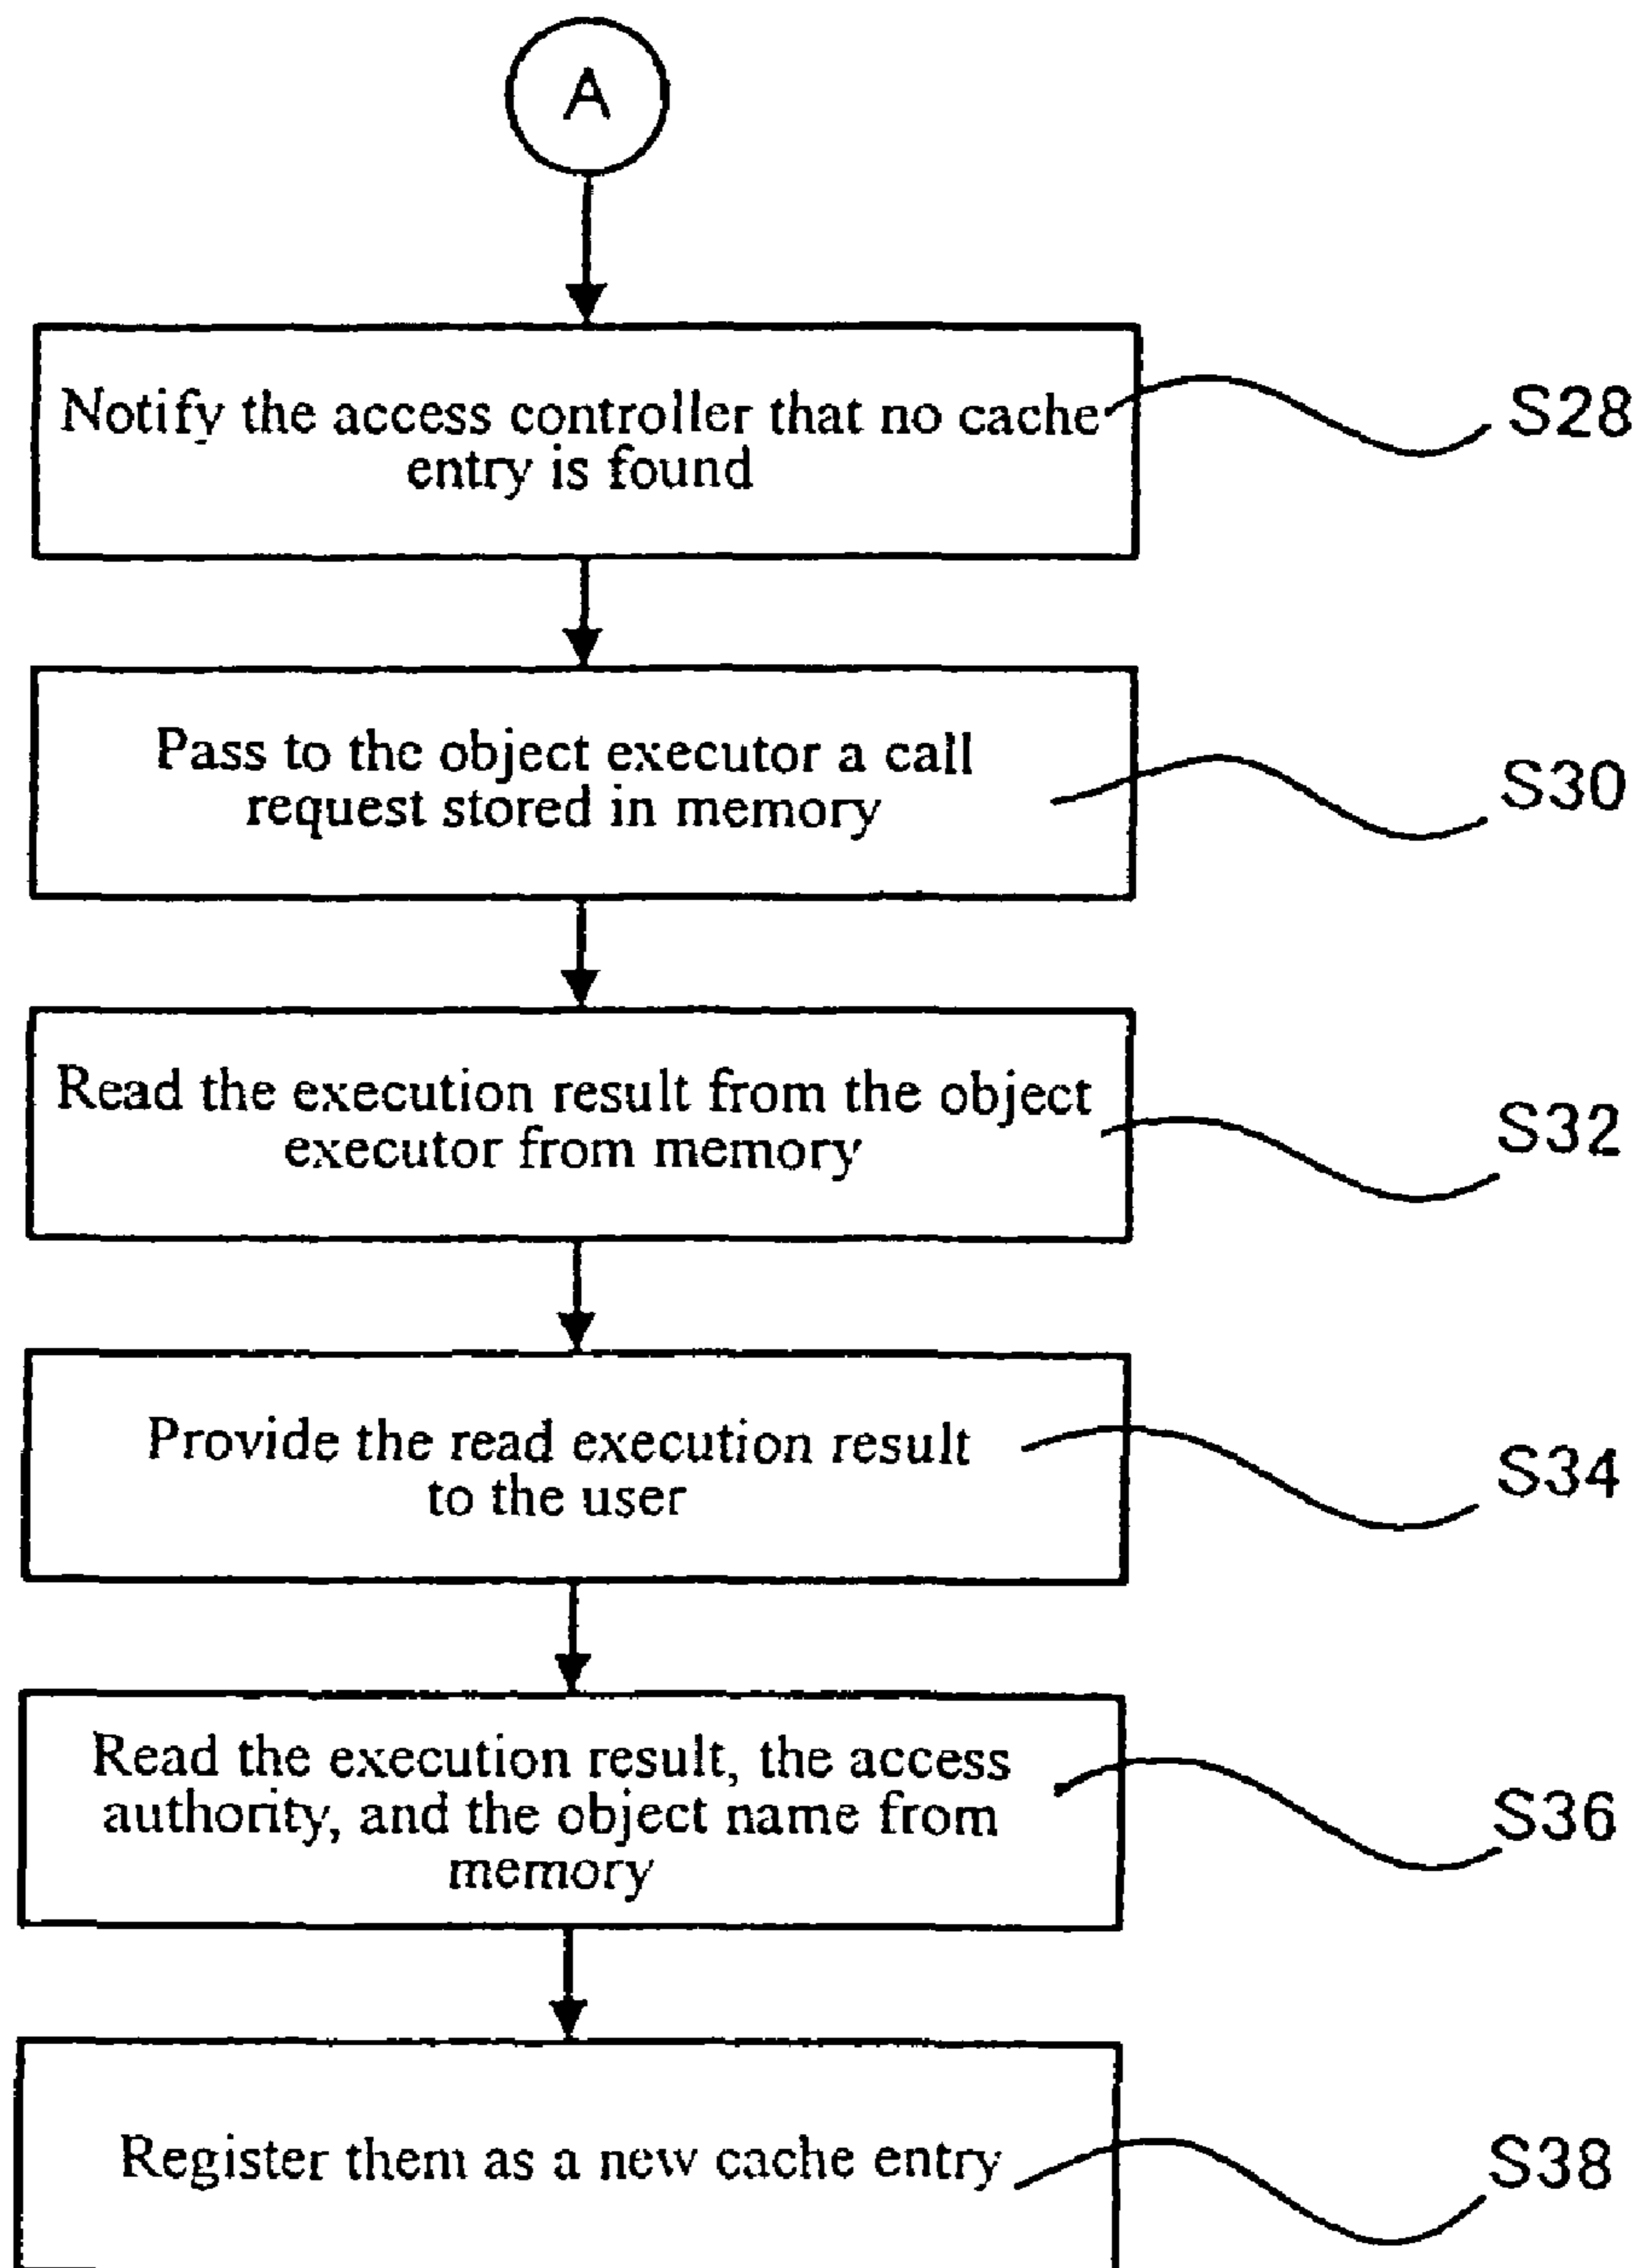 A
Notify the access controller that no cache
entry is found
S28
Pass to the object executor a call
request stored in memory
S30
Read the execution result from the object
executor from memory
S32
Provide the read execution result
to the user
S34
Read the execution result, the access
authority, and the object name from
memory
S36
Register them as a new cache entry
S38